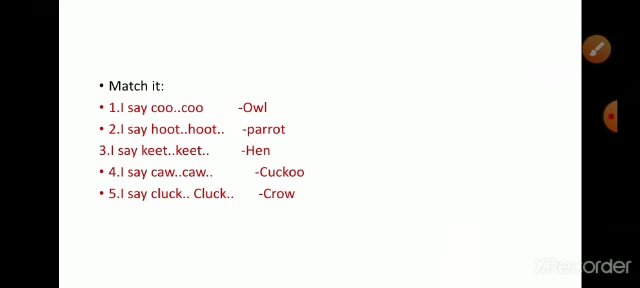 • Match it:
• 1.I say coo..coo -Owl
• 2.I say hoot..hoot.. -parrot
3.I say keet..keet.. -Hen
• 4.I say caw..caw.. -Cuckoo
• 5.I say cluck.. Cluck.. -Crow
XRecorder